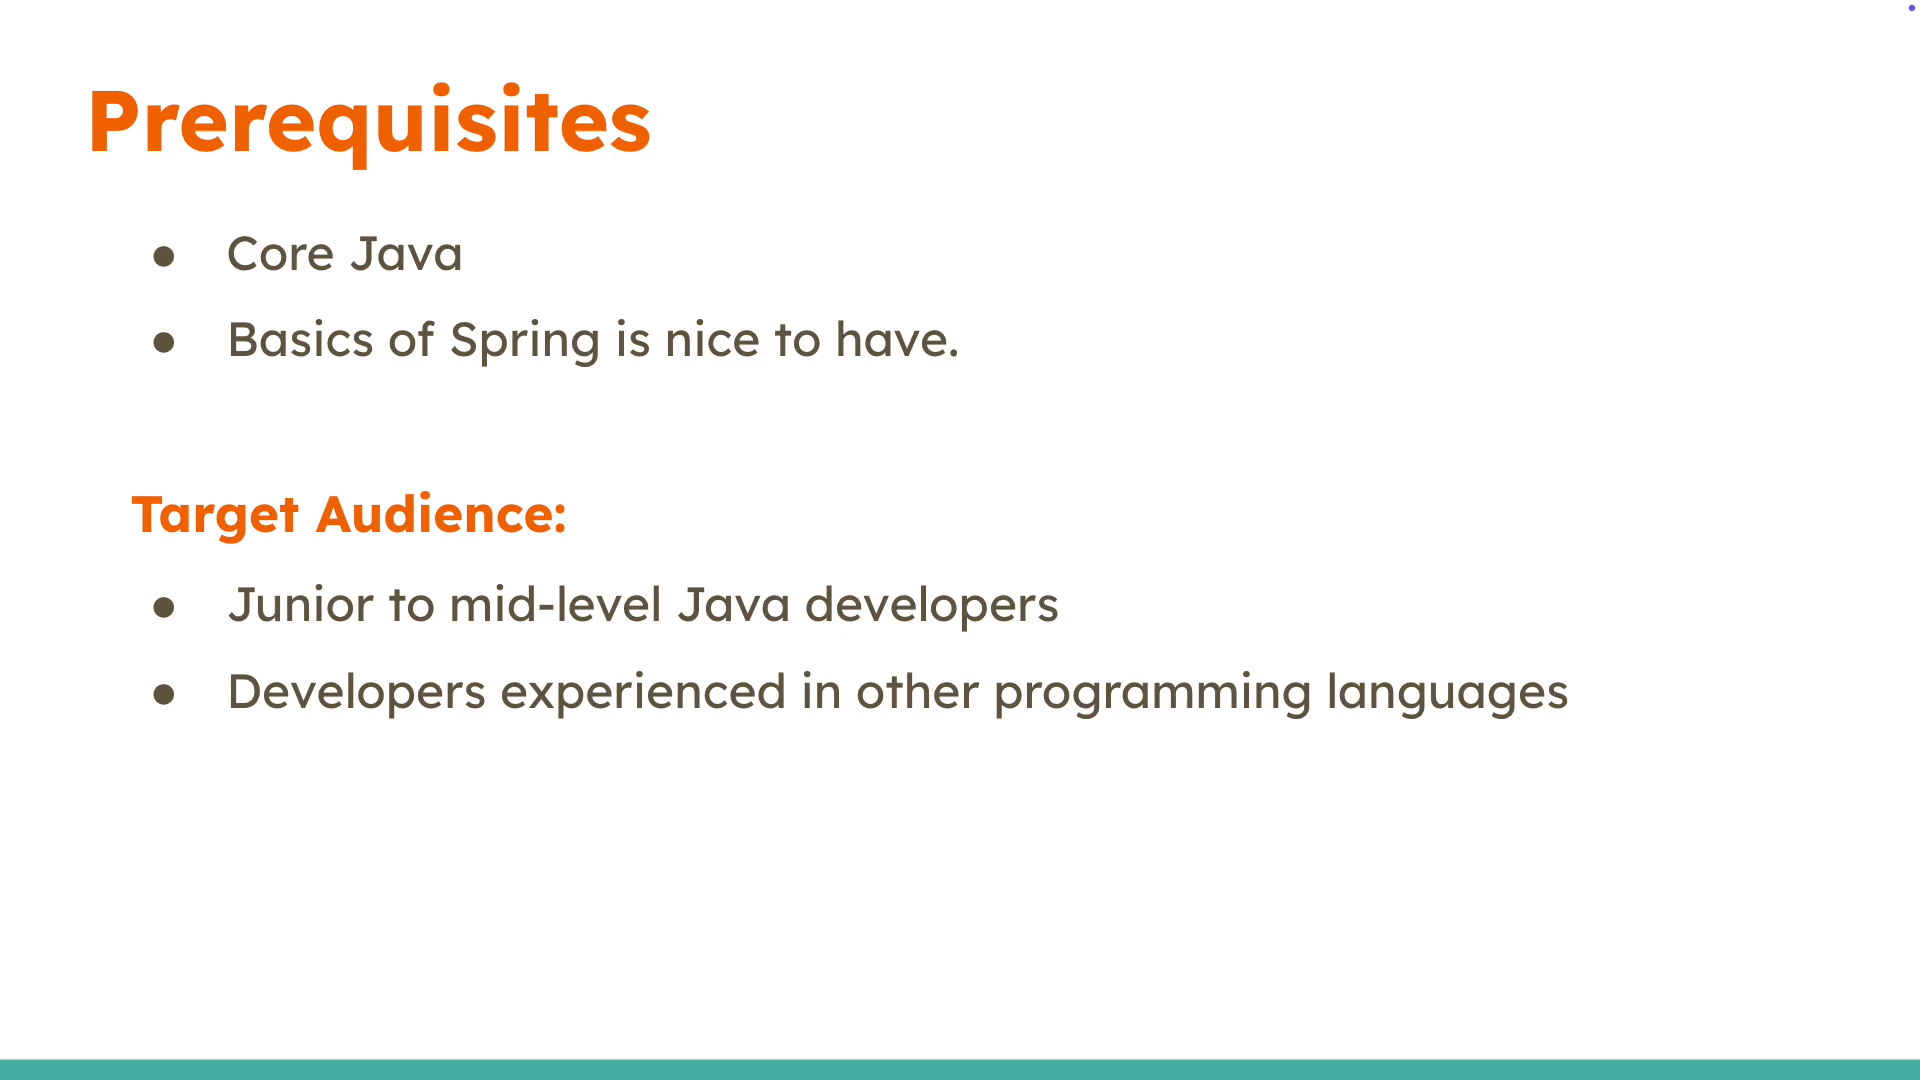 Prerequisites
● Core Java
● Basics of Spring is nice to have.
Target Audience:
● Junior to mid-level Java developers
● Developers experienced in other programming languages